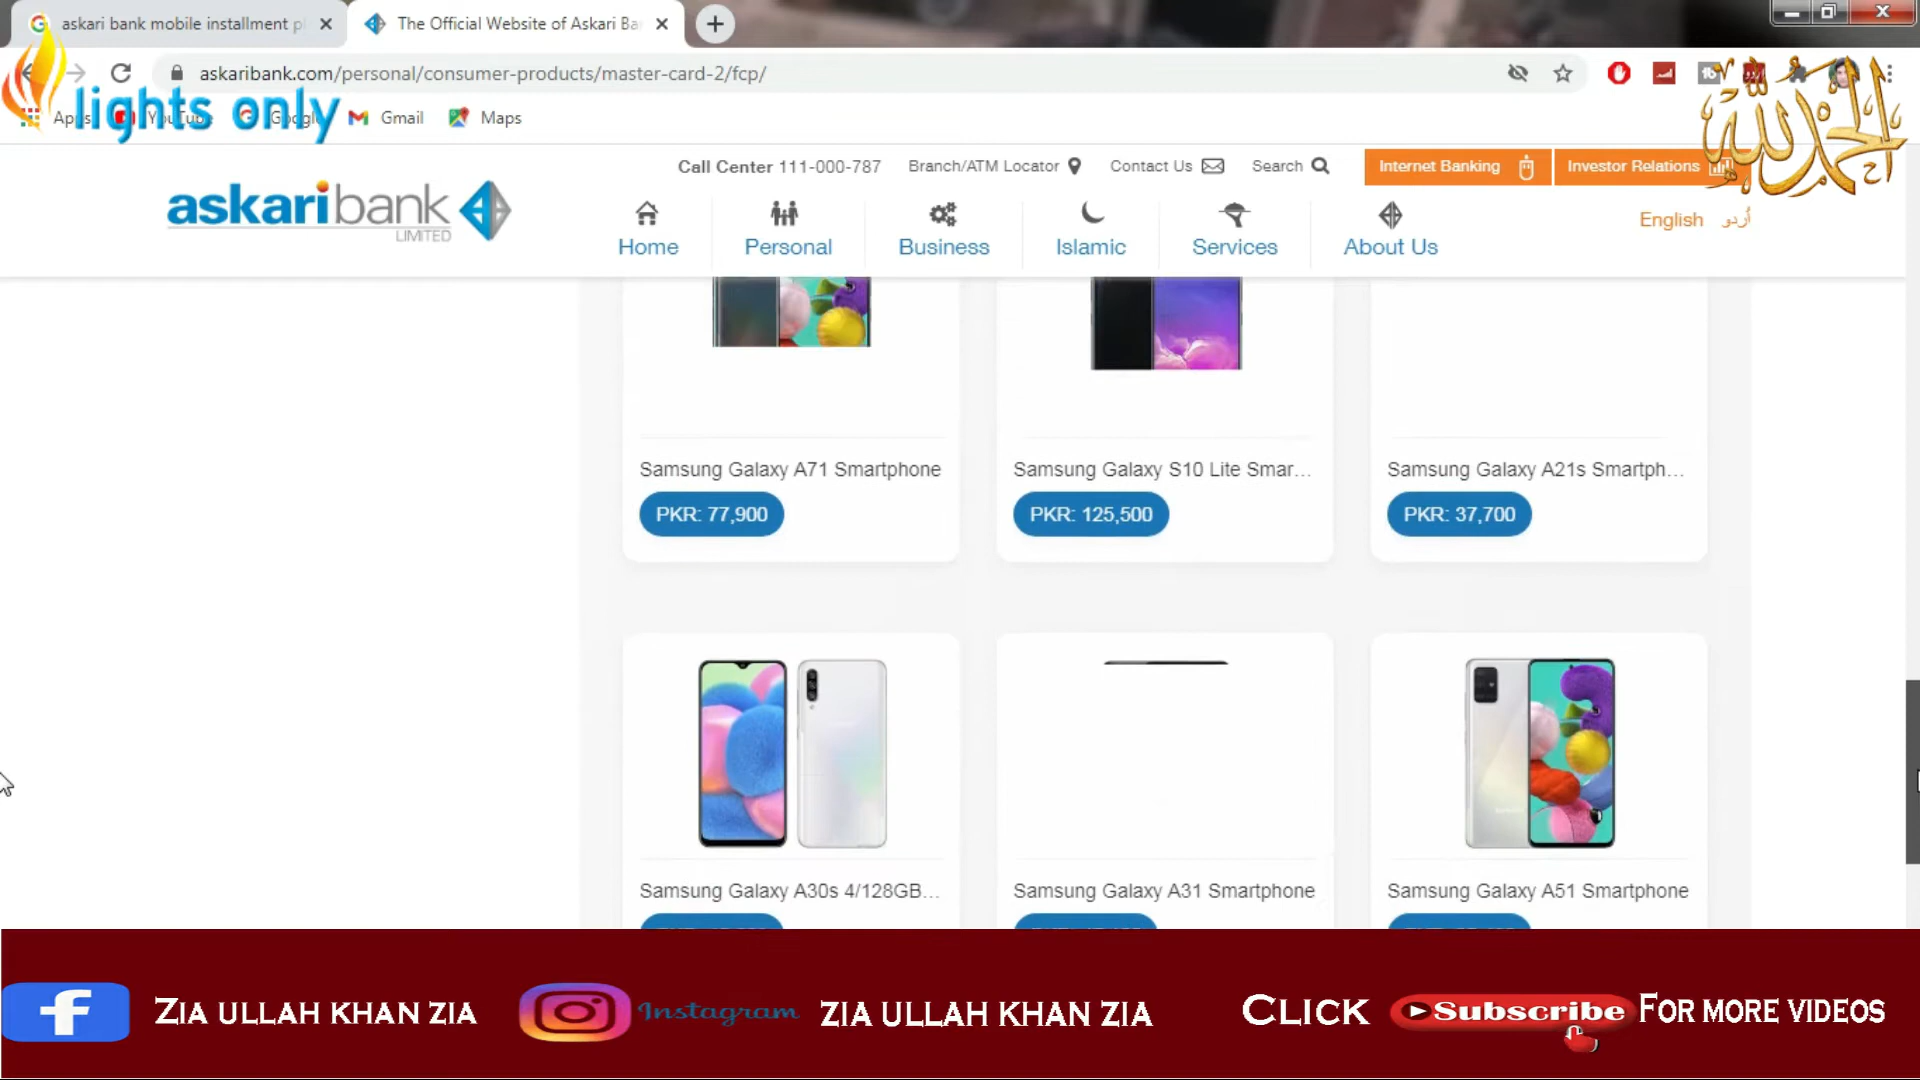 askari bank mobile installment p
The Official Website of Askari Ba
askaribank.com/personal/consumer-products/master-card-2/fcp/
lights only
Apps YouTube Google Gmail Maps
الحمدلله
Call Center 111-000-787 Branch/ATM Locator Contact Us Search Internet Banking Investor Relations
askaribank
LIMITED
English اُردو
Home Personal Business Islamic Services About Us
Samsung Galaxy A71 Smartphone
PKR: 77,900
Samsung Galaxy S10 Lite Smar...
PKR: 125,500
Samsung Galaxy A21s Smartph...
PKR: 37,700
Samsung Galaxy A30s 4/128GB...
Samsung Galaxy A31 Smartphone
Samsung Galaxy A51 Smartphone
ZIA ULLAH KHAN ZIA Instagram ZIA ULLAH KHAN ZIA CLICK Subscribe FOR MORE VIDEOS